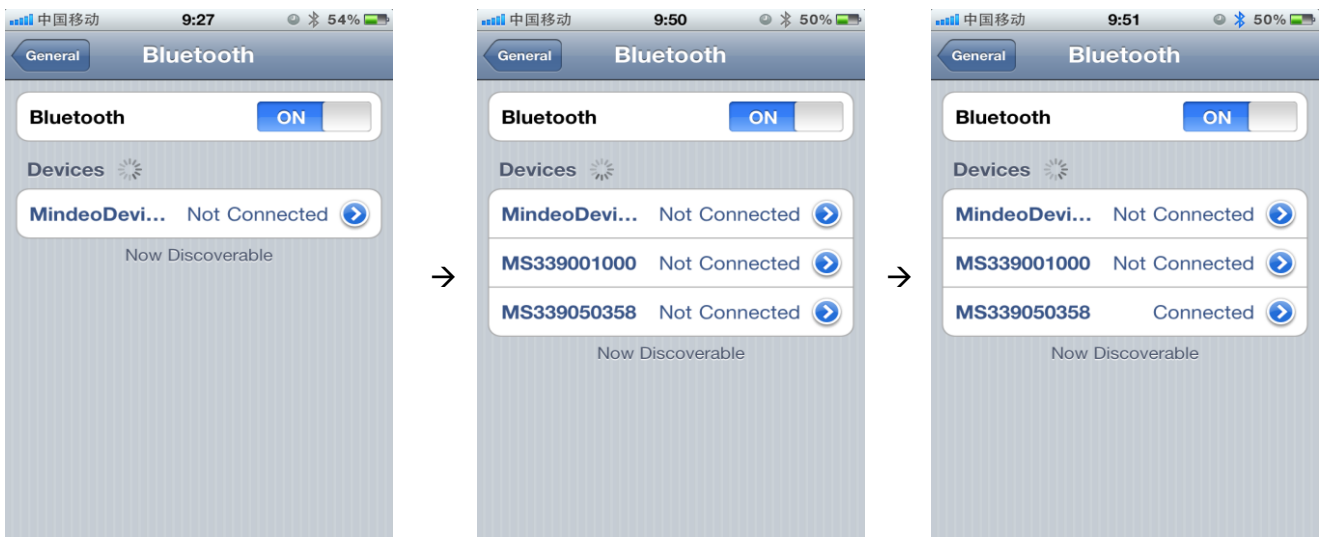 中国移动 9:27 54%
General Bluetooth
Bluetooth ON
Devices
MindeoDevi... Not Connected
Now Discoverable
→
中国移动 9:50 50%
General Bluetooth
Bluetooth ON
Devices
MindeoDevi... Not Connected
MS339001000 Not Connected
MS339050358 Not Connected
Now Discoverable
→
中国移动 9:51 50%
General Bluetooth
Bluetooth ON
Devices
MindeoDevi... Not Connected
MS339001000 Not Connected
MS339050358 Connected
Now Discoverable